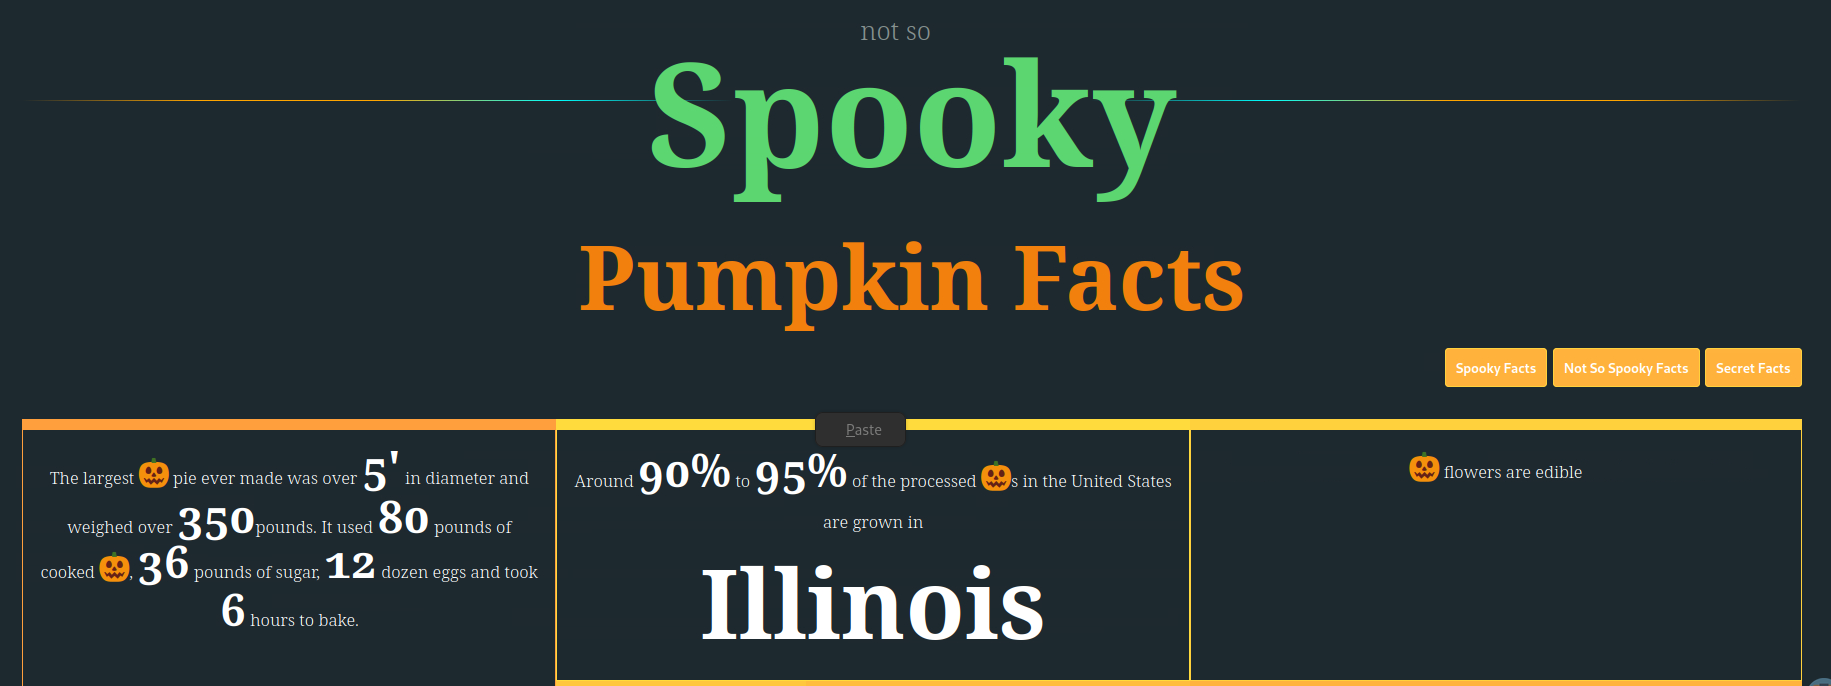 not so
Spooky
Pumpkin Facts
Spooky Facts
Not So Spooky Facts
Secret Facts
Paste
The largest 🎃 pie ever made was over 5' in diameter and
weighed over 350pounds. It used 80 pounds of
cooked 🎃, 36 pounds of sugar, 12 dozen eggs and took
6 hours to bake.
Around 90% to 95% of the processed 🎃s in the United States
are grown in
Illinois
🎃 flowers are edible